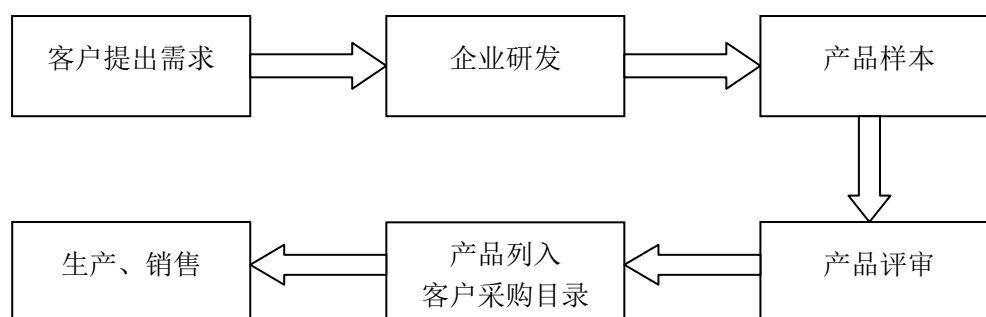 客户提出需求
企业研发
产品样本
产品评审
产品列入
客户采购目录
生产、销售